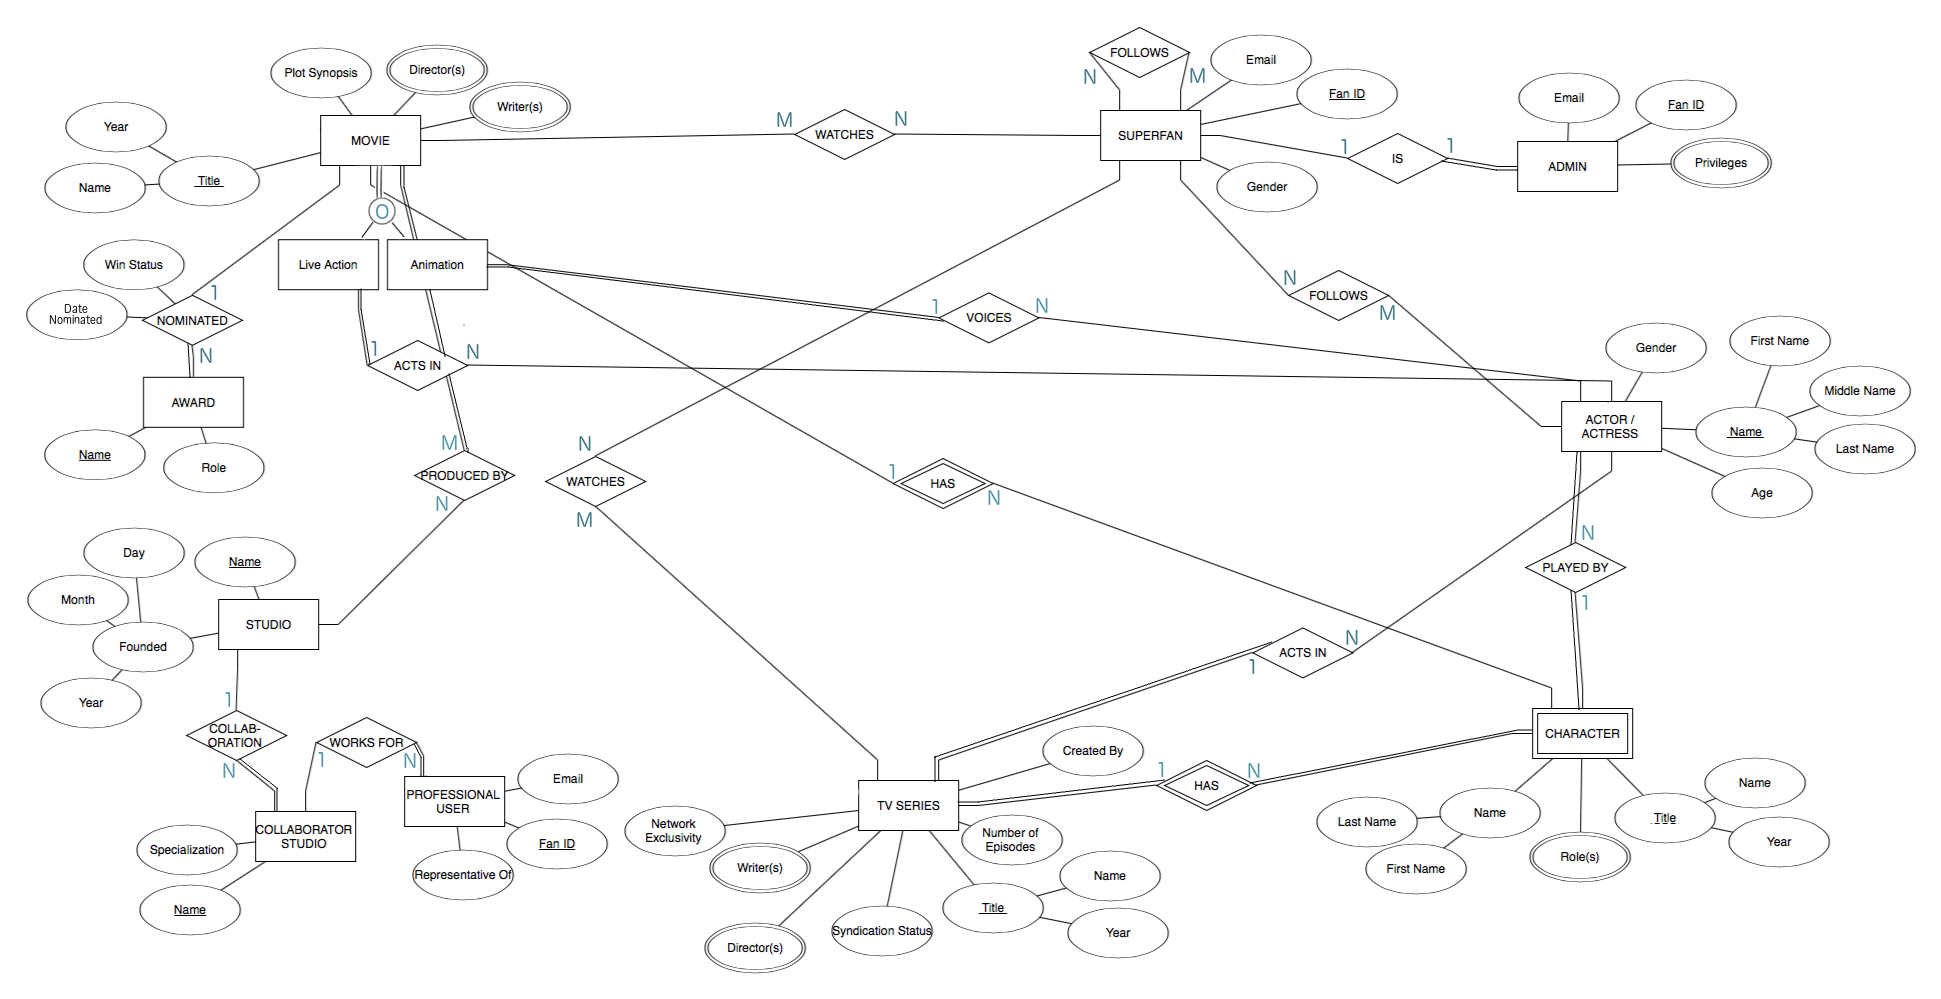 FOLLOWS
Email
Plot Synopsis
Director(s)
N
M
Fan ID
Email
Fan ID
Writer(s)
Year
MOVIE
M
WATCHES
N
SUPERFAN
1
IS
1
ADMIN
Privileges
Name
Title
Gender
O
Win Status
Live Action
Animation
Date
Nominated
1
NOMINATED
N
1
VOICES
N
N
FOLLOWS
M
1
ACTS IN
N
Gender
First Name
Middle Name
AWARD
ACTOR /
ACTRESS
Name
Last Name
Name
Role
M
PRODUCED BY
N
N
WATCHES
M
1
HAS
N
Age
N
PLAYED BY
1
Day
Name
Month
STUDIO
Founded
Year
ACTS IN
N
1
1
COLLAB-
ORATION
N
WORKS FOR
1
N
CHARACTER
Created By
Email
PROFESSIONAL
USER
TV SERIES
1
HAS
N
Name
Name
Title
Last Name
Year
Role(s)
First Name
COLLABORATOR
STUDIO
Specialization
Name
Fan ID
Representative Of
Network
Exclusivity
Number of
Episodes
Writer(s)
Name
Title
Year
Syndication Status
Director(s)